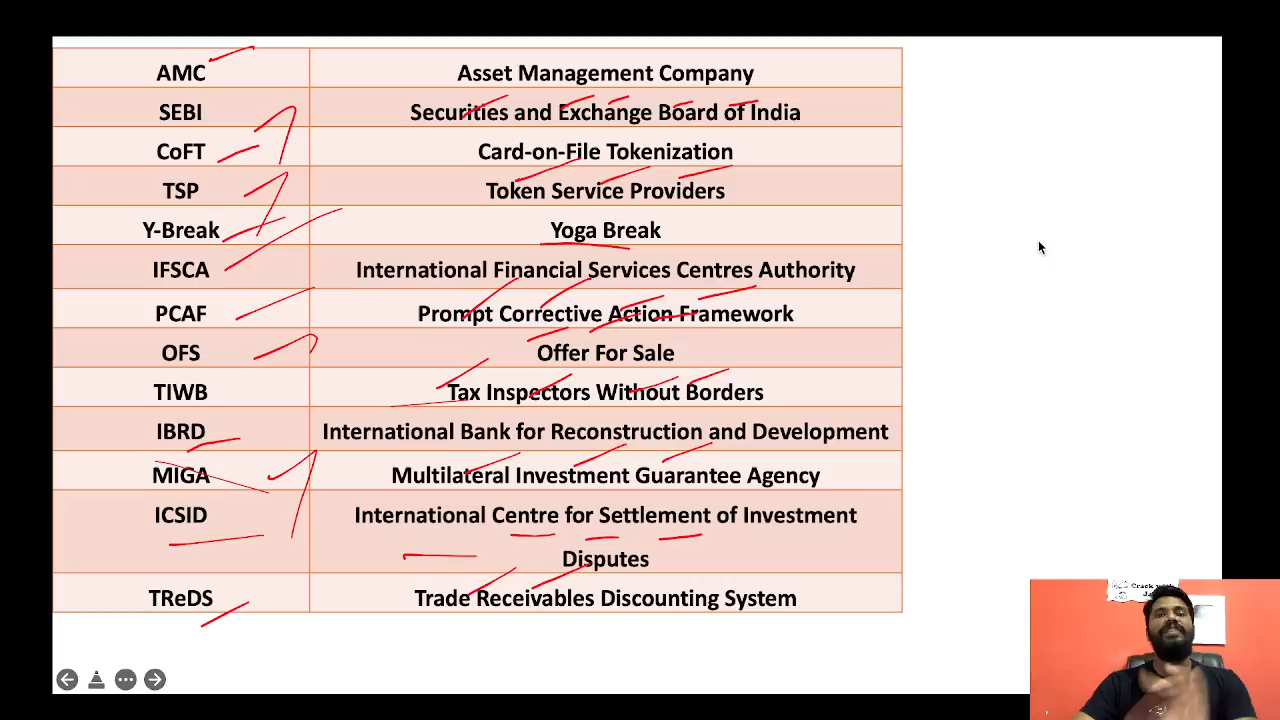 AMC Asset Management Company
SEBI Securities and Exchange Board of India
CoFT Card-on-File Tokenization
TSP Token Service Providers
Y-Break Yoga Break
IFSCA International Financial Services Centres Authority
PCAF Prompt Corrective Action Framework
OFS Offer For Sale
TIWB Tax Inspectors Without Borders
IBRD International Bank for Reconstruction and Development
MIGA Multilateral Investment Guarantee Agency
ICSID International Centre for Settlement of Investment
Disputes
TReDS Trade Receivables Discounting System
Crack with